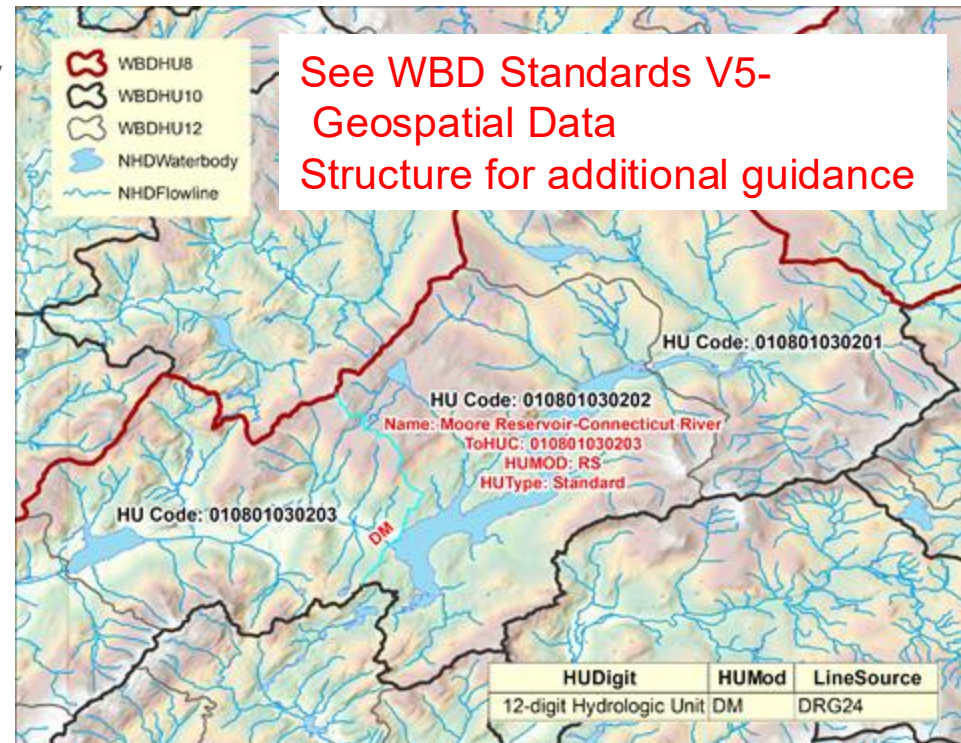 WBDHU8
WBDHU10
WBDHU12
NHDWaterbody
NHDFlowline
See WBD Standards V5-
Geospatial Data
Structure for additional guidance
HU Code: 010801030201
HU Code: 010801030202
Name: Moore Reservoir-Connecticut River
ToHUC: 010801030203
HUMOD: RS
HUType: Standard
HU Code: 010801030203
DM
HUDigit HUMod LineSource
12-digit Hydrologic Unit DM DRG24